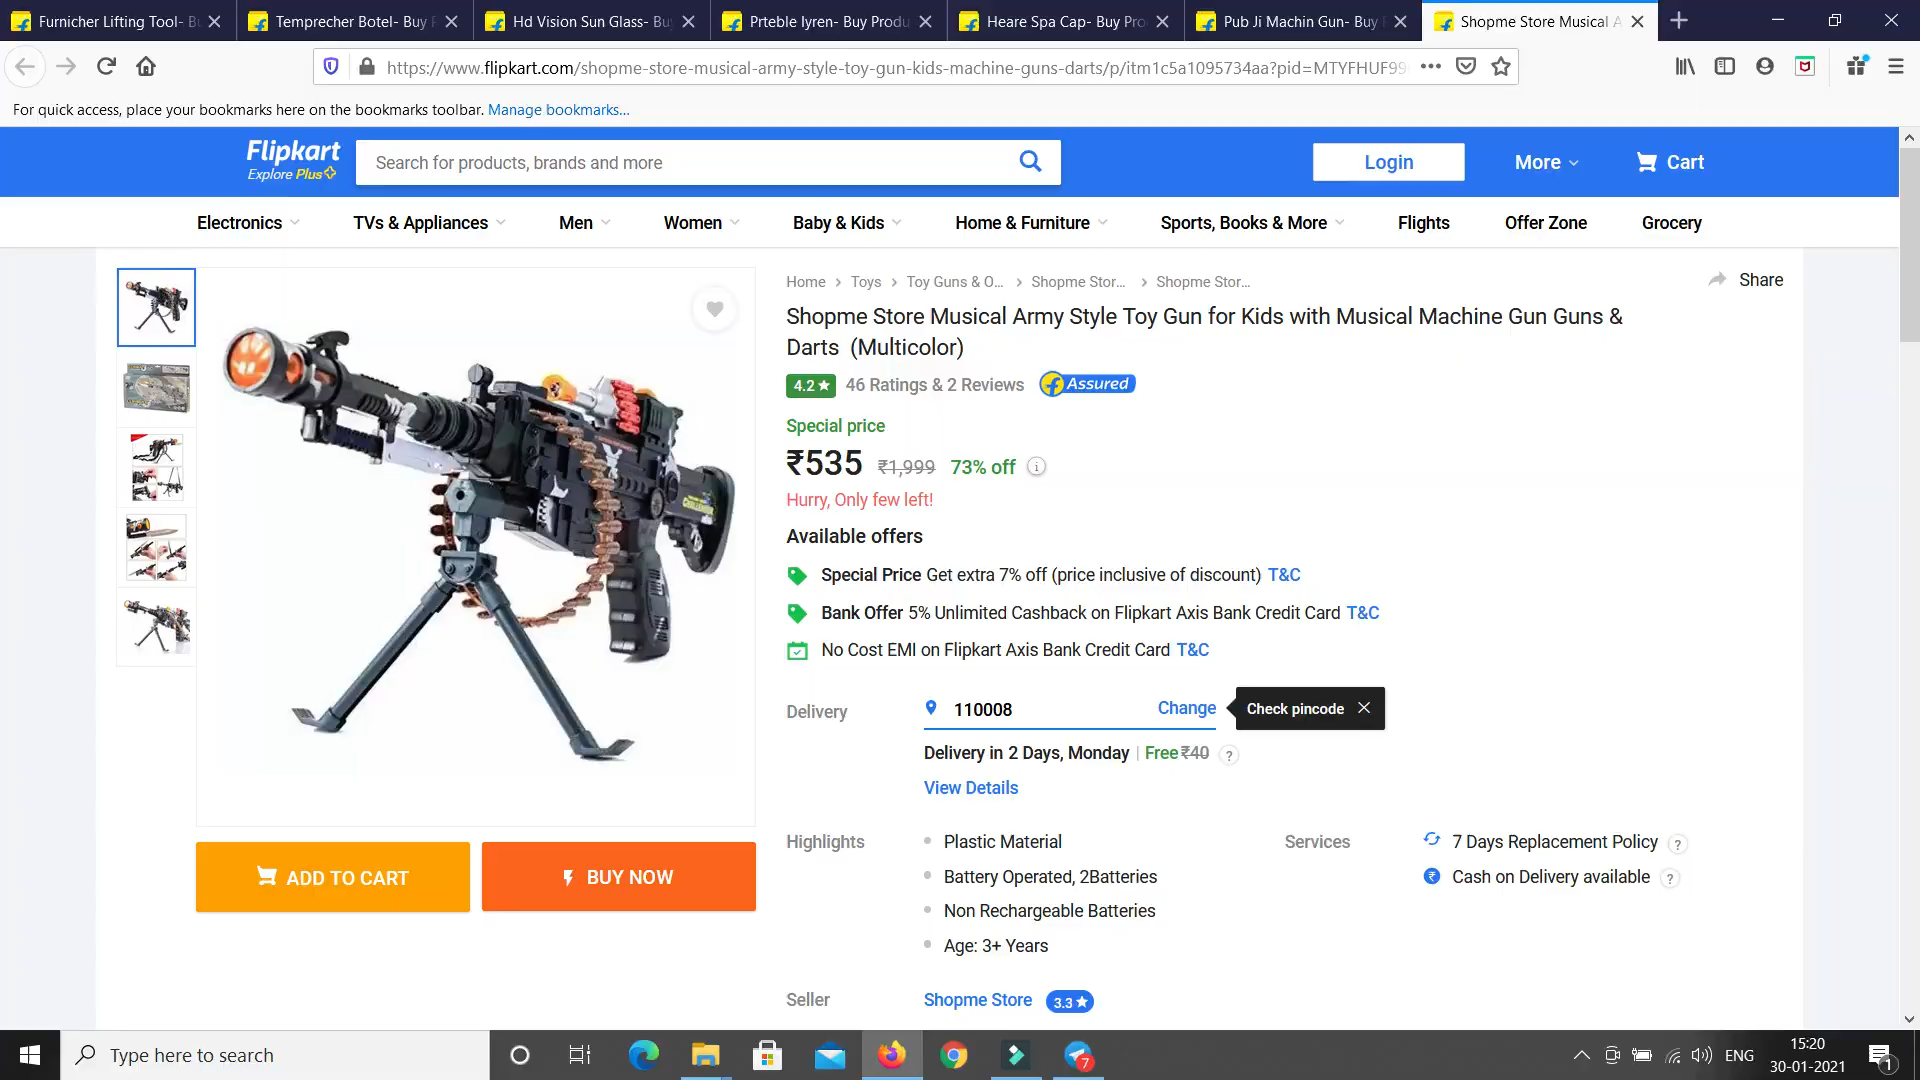 Furnicher Lifting Tool- B
Temprecher Botel- Buy
Hd Vision Sun Glass- Bu
Prteble Iyren- Buy Produ
Heare Spa Cap- Buy Pro
Pub Ji Machin Gun- Buy
Shopme Store Musical A
https://www.flipkart.com/shopme-store-musical-army-style-toy-gun-kids-machine-guns-darts/p/itm1c5a1095734aa?pid=MTYFHUF99
For quick access, place your bookmarks here on the bookmarks toolbar. Manage bookmarks...
Flipkart
Explore Plus
Search for products, brands and more
Login
More
Cart
Electronics
TVs & Appliances
Men
Women
Baby & Kids
Home & Furniture
Sports, Books & More
Flights
Offer Zone
Grocery
Home
Toys
Toy Guns & O...
Shopme Stor...
Shopme Stor...
Share
Shopme Store Musical Army Style Toy Gun for Kids with Musical Machine Gun Guns &
Darts (Multicolor)
4.2★ 46 Ratings & 2 Reviews Assured
Special price
₹535 ₹1,999 73% off
Hurry, Only few left!
Available offers
Special Price Get extra 7% off (price inclusive of discount) T&C
Bank Offer 5% Unlimited Cashback on Flipkart Axis Bank Credit Card T&C
No Cost EMI on Flipkart Axis Bank Credit Card T&C
Delivery
110008
Change
Check pincode
Delivery in 2 Days, Monday | Free ₹40 ?
View Details
Highlights
Plastic Material
Battery Operated, 2Batteries
Non Rechargeable Batteries
Age: 3+ Years
Services
7 Days Replacement Policy ?
Cash on Delivery available ?
ADD TO CART
BUY NOW
Seller
Shopme Store 3.3★
Type here to search
7
ENG
15:20
30-01-2021
1